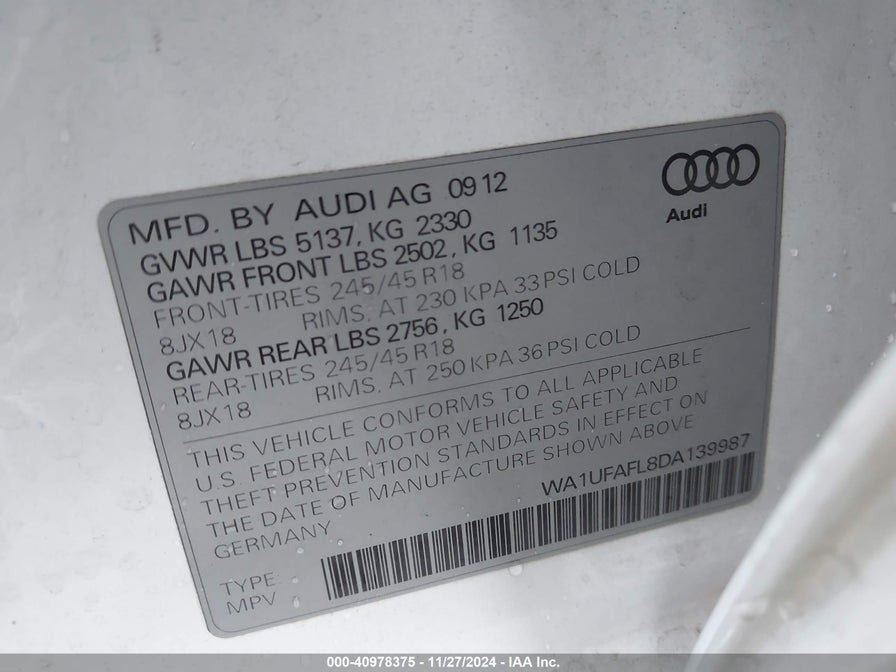 Audi
MFD. BY AUDI AG 09 12
GVWR LBS 5137, KG 2330
GAWR FRONT LBS 2502, KG 1135
FRONT-TIRES 245/45 R18
8JX18 RIMS. AT 230 KPA 33 PSI COLD
GAWR REAR LBS 2756, KG 1250
REAR-TIRES 245/45 R18
8JX18 RIMS. AT 250 KPA 36 PSI COLD
THIS VEHICLE CONFORMS TO ALL APPLICABLE
U.S. FEDERAL MOTOR VEHICLE SAFETY AND
THEFT PREVENTION STANDARDS IN EFFECT ON
THE DATE OF MANUFACTURE SHOWN ABOVE
GERMANY WA1UFAFL8DA139987
TYPE:
MPV
000-40978375 - 11/27/2024 - IAA Inc.